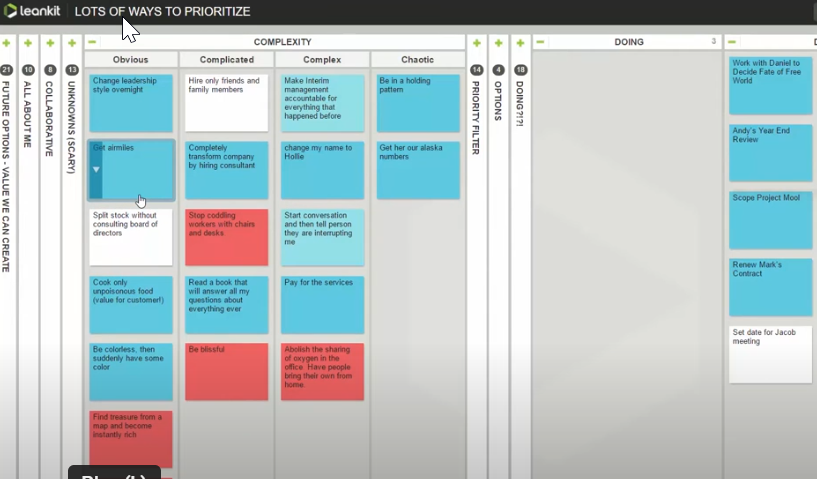 leankit
LOTS OF WAYS TO PRIORITIZE
21
FUTURE OPTIONS - VALUE WE CAN CREATE
10
ALL ABOUT ME
8
COLLABORATIVE
13
UNKNOWNS (SCARY)
COMPLEXITY
Obvious
Change leadership
style overnight
Get airmiles
Split stock without
consulting board of
directors
Cook only
unpoisonous food
(value for customer!)
Be colorless, then
suddenly have some
color
Find treasure from a
map and become
instantly rich
Complicated
Hire only friends and
family members
Completely
transform company
by hiring consultant
Stop coddling
workers with chairs
and desks
Read a book that
will answer all my
questions about
everything ever
Be blissful
Complex
Make Interim
management
accountable for
everything that
happened before
change my name to
Hollie
Start conversation
and then tell person
they are interrupting
me
Pay for the services
Abolish the sharing
of oxygen in the
office. Have people
bring their own from
home.
Chaotic
Be in a holding
pattern
Get her our alaska
numbers
14
PRIORITY FILTER
4
OPTIONS
18
DOING?!?!
DOING
3
Work with Daniel to
Decide Fate of Free
World
Andy's Year End
Review
Scope Project Mool
Renew Mark's
Contract
Set date for Jacob
meeting